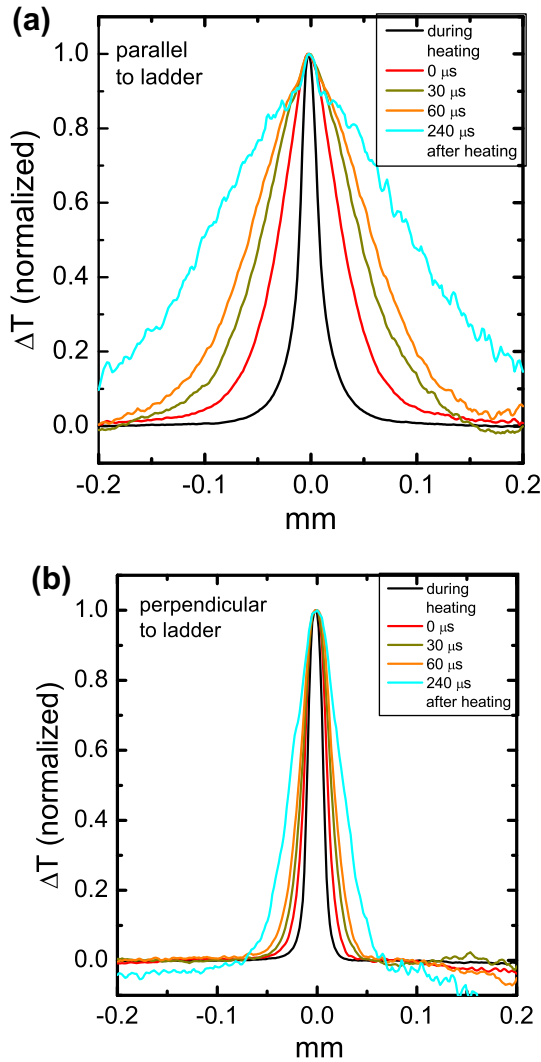 (a)
parallel
to ladder
during
heating
0 μs
30 μs
60 μs
240 μs
after heating
ΔT (normalized)
1.0
0.8
0.6
0.4
0.2
0.0
-0.2 -0.1 0.0 0.1 0.2
mm
(b)
perpendicular
to ladder
during
heating
0 μs
30 μs
60 μs
240 μs
after heating
ΔT (normalized)
1.0
0.8
0.6
0.4
0.2
0.0
-0.2 -0.1 0.0 0.1 0.2
mm